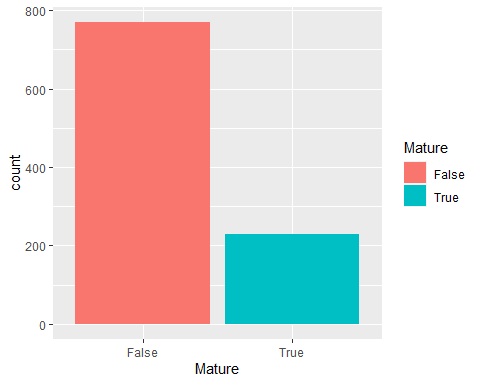 800
600
400
200
0
count
False
True
Mature
Mature
False
True